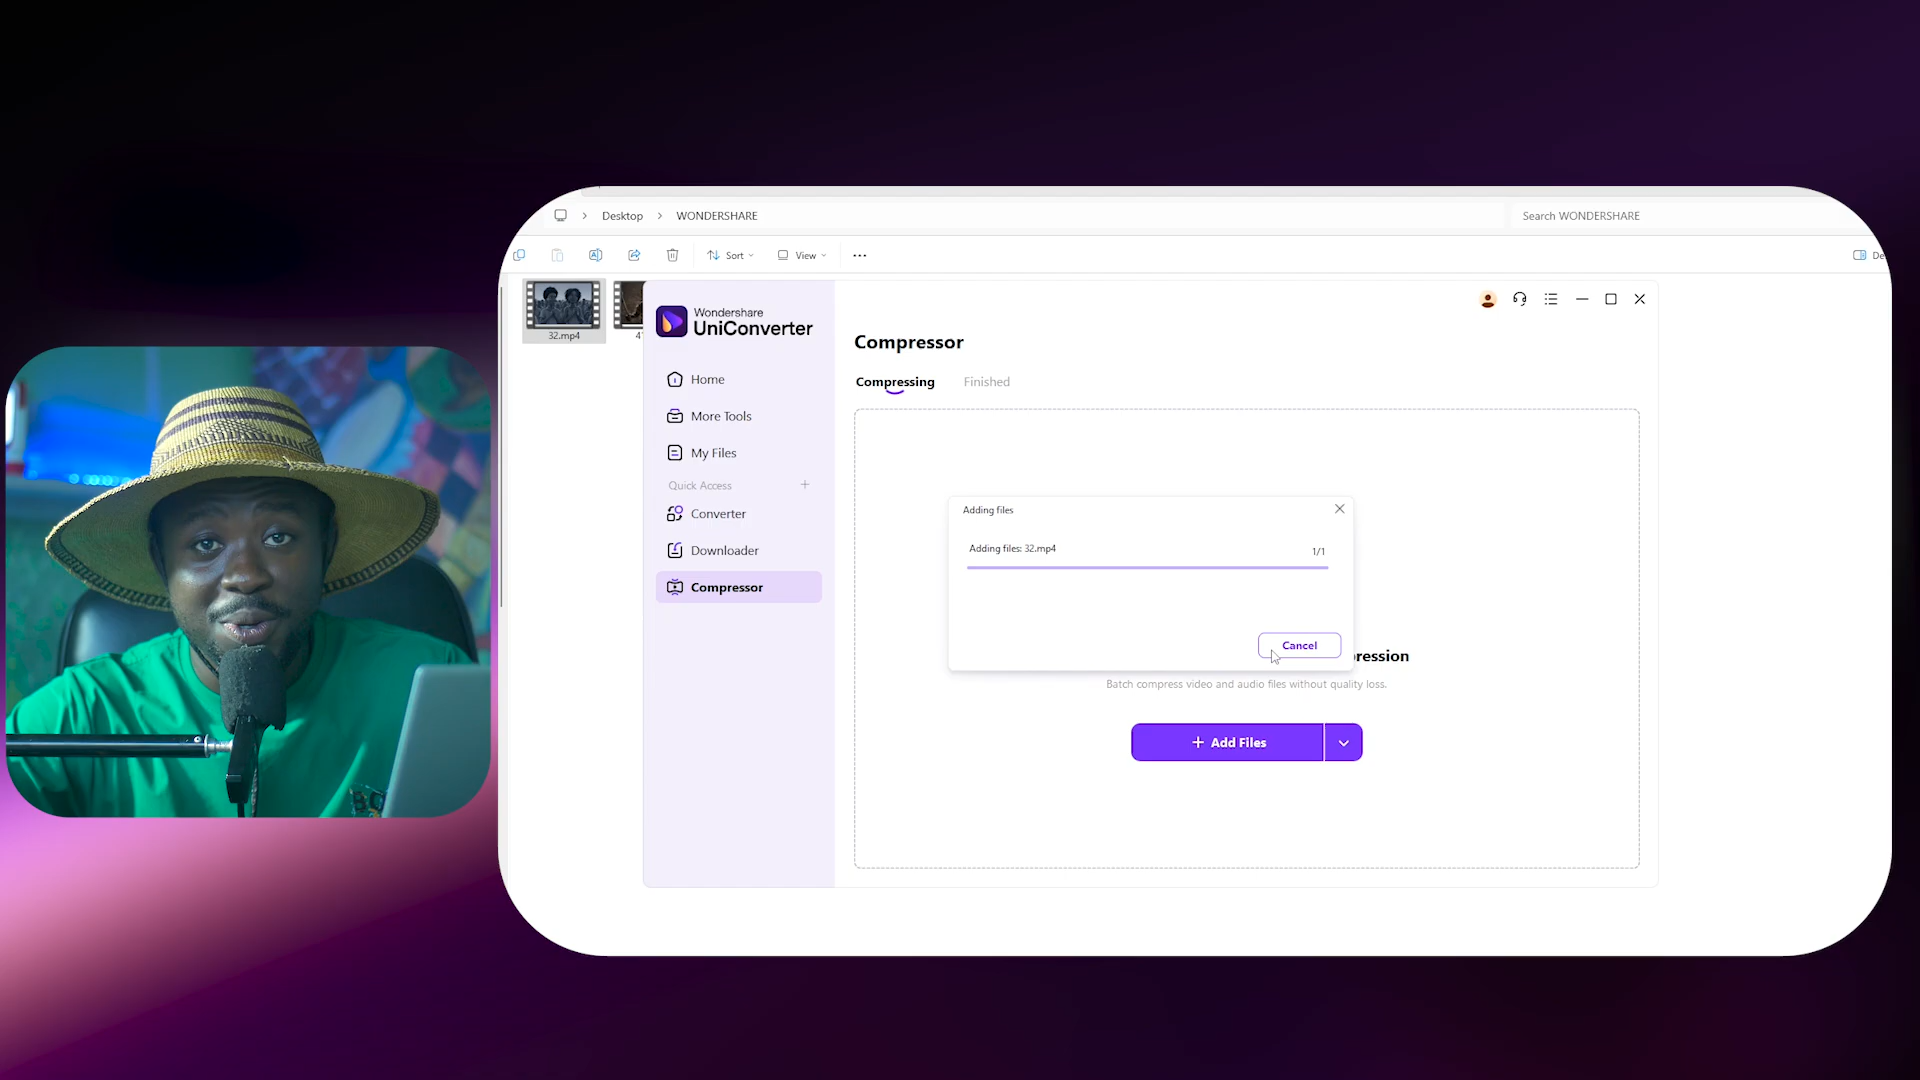 Desktop
WONDERSHARE
Search WONDERSHARE
Sort
View
De
32.mp4
Wondershare
UniConverter
Home
More Tools
My Files
Quick Access
Converter
Downloader
Compressor
Compressor
Compressing
Finished
Adding files
Adding files: 32.mp4
1/1
Cancel
pression
Batch compress video and audio files without quality loss.
+ Add Files